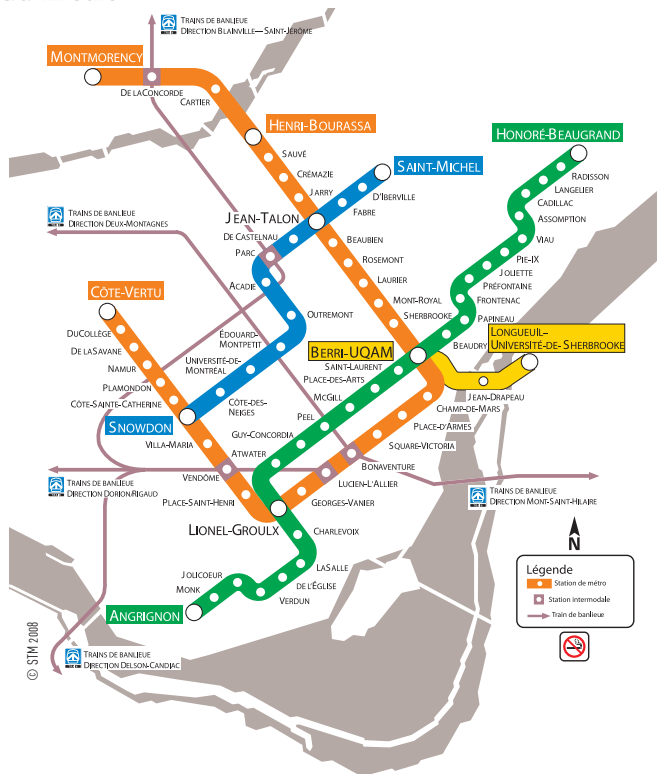 TRAINS DE BANLIEUE
DIRECTION BLAINVILLE—SAINT-JÉRÔME
MONTMORENCY
DE LA CONCORDE
CARTIER
HENRI-BOURASSA
HONORÉ-BEAUGRAND
SAUVÉ
CRÉMAZIE
JARRY
SAINT-MICHEL
D'IBERVILLE
FABRE
RADISSON
LANGELIER
CADILLAC
ASSOMPTION
VIAU
PIE-IX
JOLIETTE
PRÉFONTAINE
FRONTENAC
PAPINEAU
BEAUDRY
TRAINS DE BANLIEUE
DIRECTION DEUX-MONTAGNES
JEAN-TALON
DE CASTELNAU
PARC
ACADIE
OUTREMONT
ÉDOUARD-
MONTPETIT
UNIVERSITÉ-DE-
MONTRÉAL
CÔTE-DES-
NEIGES
BEAUBIEN
ROSEMONT
LAURIER
MONT-ROYAL
SHERBROOKE
CÔTE-VERTU
DUCOLLÈGE
DE LA SAVANE
NAMUR
PLAMONDON
CÔTE-SAINTE-CATHERINE
SNOWDON
VILLA-MARIA
VENDÔME
PLACE-SAINT-HENRI
BERRI-UQAM
LONGUEUIL–
UNIVERSITÉ-DE-SHERBROOKE
JEAN-DRAPEAU
SAINT-LAURENT
PLACE-DES-ARTS
MCGILL
PEEL
GUY-CONCORDIA
ATWATER
CHAMP-DE-MARS
PLACE-D'ARMES
SQUARE-VICTORIA
BONAVENTURE
LUCIEN-L'ALLIER
GEORGES-VANIER
LIONEL-GROULX
CHARLEVOIX
LASALLE
DE L'ÉGLISE
VERDUN
JOLICOEUR
MONK
ANGRIGNON
TRAINS DE BANLIEUE
DIRECTION DORION/RIGAUD
TRAINS DE BANLIEUE
DIRECTION MONT-SAINT-HILAIRE
TRAINS DE BANLIEUE
DIRECTION DELSON-CANDIAC
N
Légende
Station de métro
Station intermodale
Train de banlieue
© STM 2008